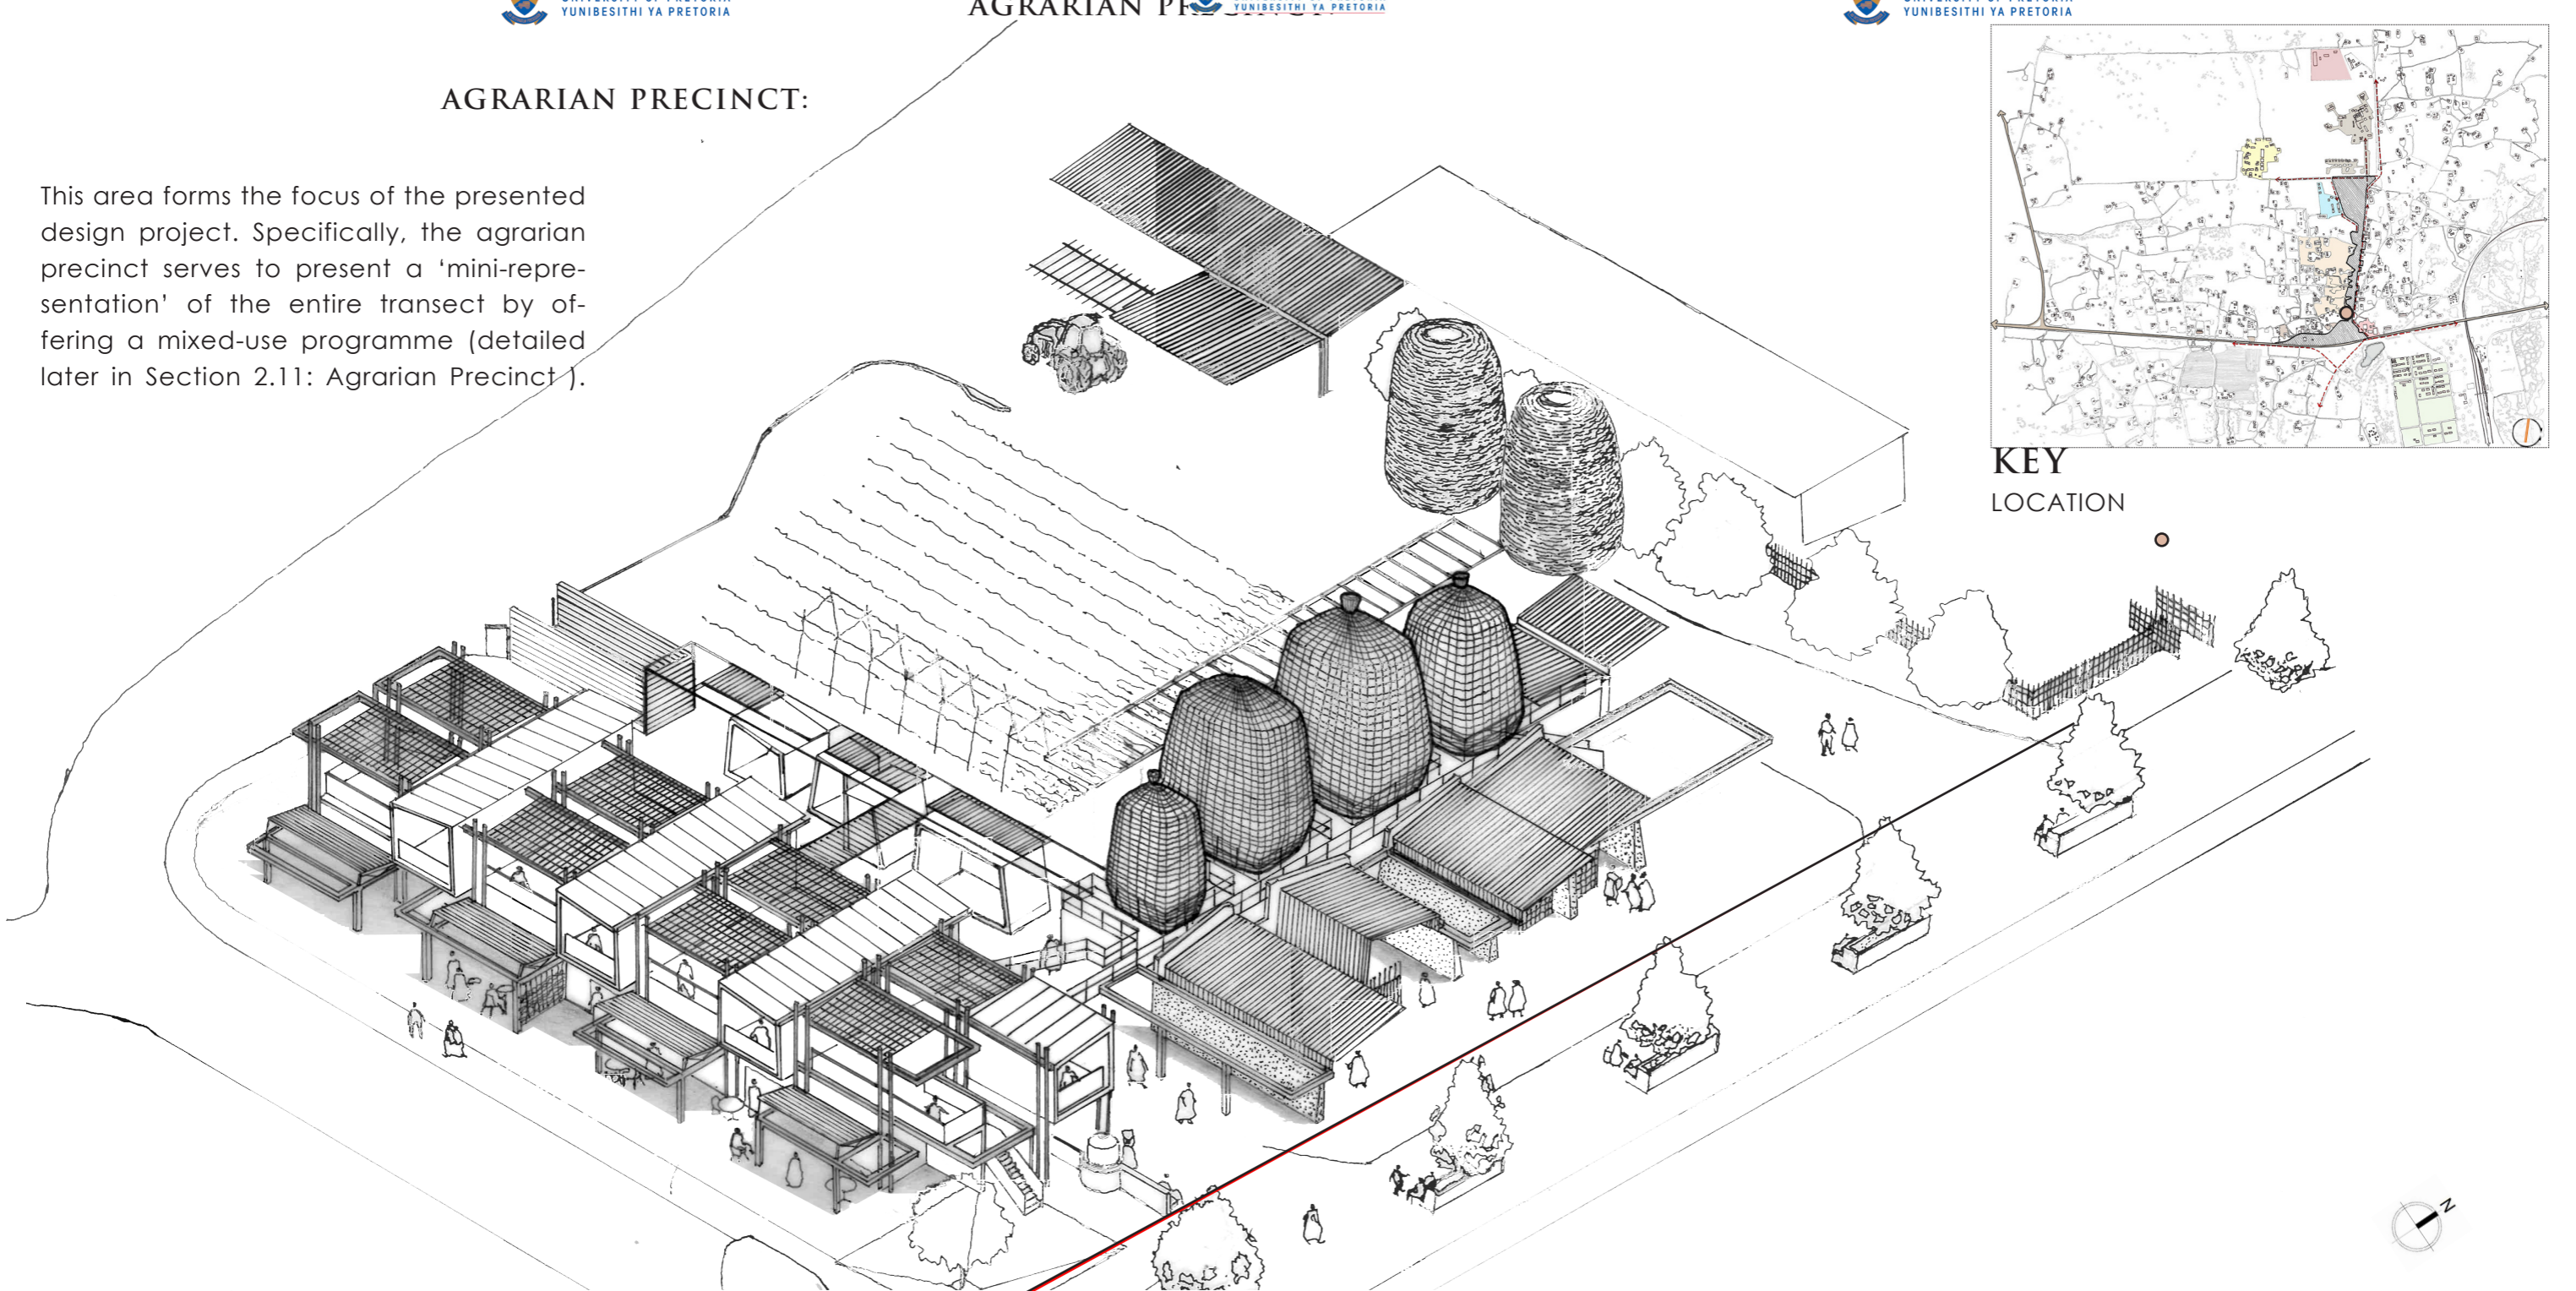 YUNIBESITHI YA PRETORIA
AGRARIAN
YUNIBESITHI YA PRETORIA
YUNIBESITHI YA PRETORIA
AGRARIAN PRECINCT:
This area forms the focus of the presented
design project. Specifically, the agrarian
precinct serves to present a ‘mini-repre-
sentation’ of the entire transect by of-
fering a mixed-use programme (detailed
later in Section 2.11: Agrarian Precinct ).
KEY
LOCATION
N